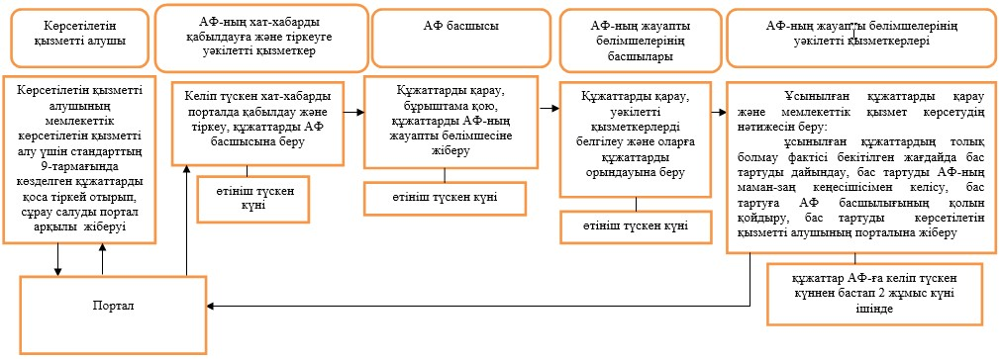 Көрсетілетін
қызметті алушы
АФ-ның хат-хабарды
қабылдауға және тіркеуге
уәкілетті қызметкер
АФ басшысы
АФ-ның жауапты
бөлімшелерінің
басшылары
АФ-ның жауапты бөлімшелерінің
уәкілетті қызметкерлері
Көрсетілетін қызметті
алушының
мемлекеттік
көрсетілетін қызметті
алу үшін стандарттың
9-тармағында
көзделген құжаттарды
қоса тіркей отырып,
сұрау салуды портал
арқылы жіберуі
Келіп түскен хат-хабарды
порталда қабылдау және
тіркеу, құжаттарды АФ
басшысына беру
өтініш түскен
күні
Құжаттарды қарау,
бұрыштама қою,
құжаттарды АФ-ның
жауапты бөлімшесіне
жіберу
өтініш түскен күні
Құжаттарды қарау,
уәкілетті
қызметкерлерді
белгілеу және оларға
құжаттарды
орындауына беру
өтініш түскен күні
Ұсынылған құжаттарды қарау
және мемлекеттік қызмет көрсетудің
нәтижесін беру:
ұсынылған құжаттардың толық
болмау фактісі бекітілген жағдайда бас
тартуды дайындау, бас тартуды АФ-ның
маман-заң кеңесішісімен келісу, бас
тартуға АФ басшылығының қолын
қойдыру, бас тартуды көрсетілетін
қызметті алушының порталына жіберу
құжаттар АФ-ға келіп түскен
күннен бастап 2 жұмыс күні
ішінде
Портал